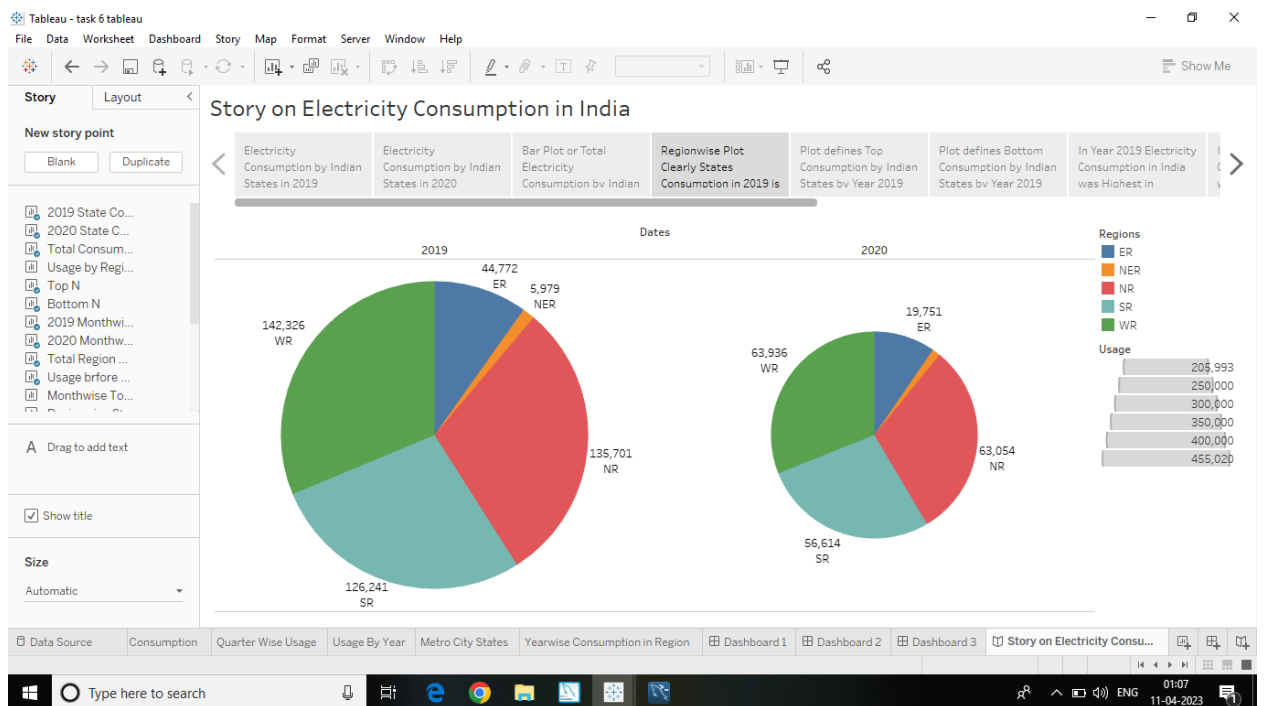 Tableau - task 6 tableau
File Data Worksheet Dashboard Story Map Format Server Window Help
Show Me
Story Layout
New story point
Blank Duplicate
2019 State Co...
2020 State C...
Total Consum...
Usage by Regi...
Top N
Bottom N
2019 Monthwi...
2020 Monthw...
Total Region ...
Usage brfore ...
Monthwise To...
A Drag to add text
Show title
Size
Automatic
Story on Electricity Consumption in India
Electricity
Consumption by Indian
States in 2019
Electricity
Consumption by Indian
States in 2020
Bar Plot or Total
Electricity
Consumption by Indian
Regionwise Plot
Clearly States
Consumption in 2019 is
Plot defines Top
Consumption by Indian
States by Year 2019
Plot defines Bottom
Consumption by Indian
States by Year 2019
In Year 2019 Electricity
Consumption in India
was Highest in
Dates
2019
2020
44,772
ER
5,979
NER
142,326
WR
135,701
NR
126,241
SR
19,751
ER
63,936
WR
63,054
NR
56,614
SR
Regions
ER
NER
NR
SR
WR
Usage
205,993
250,000
300,000
350,000
400,000
455,020
Data Source Consumption Quarter Wise Usage Usage By Year Metro City States Yearwise Consumption in Region Dashboard 1 Dashboard 2 Dashboard 3 Story on Electricity Consu...
Type here to search
ENG
01:07
11-04-2023
1